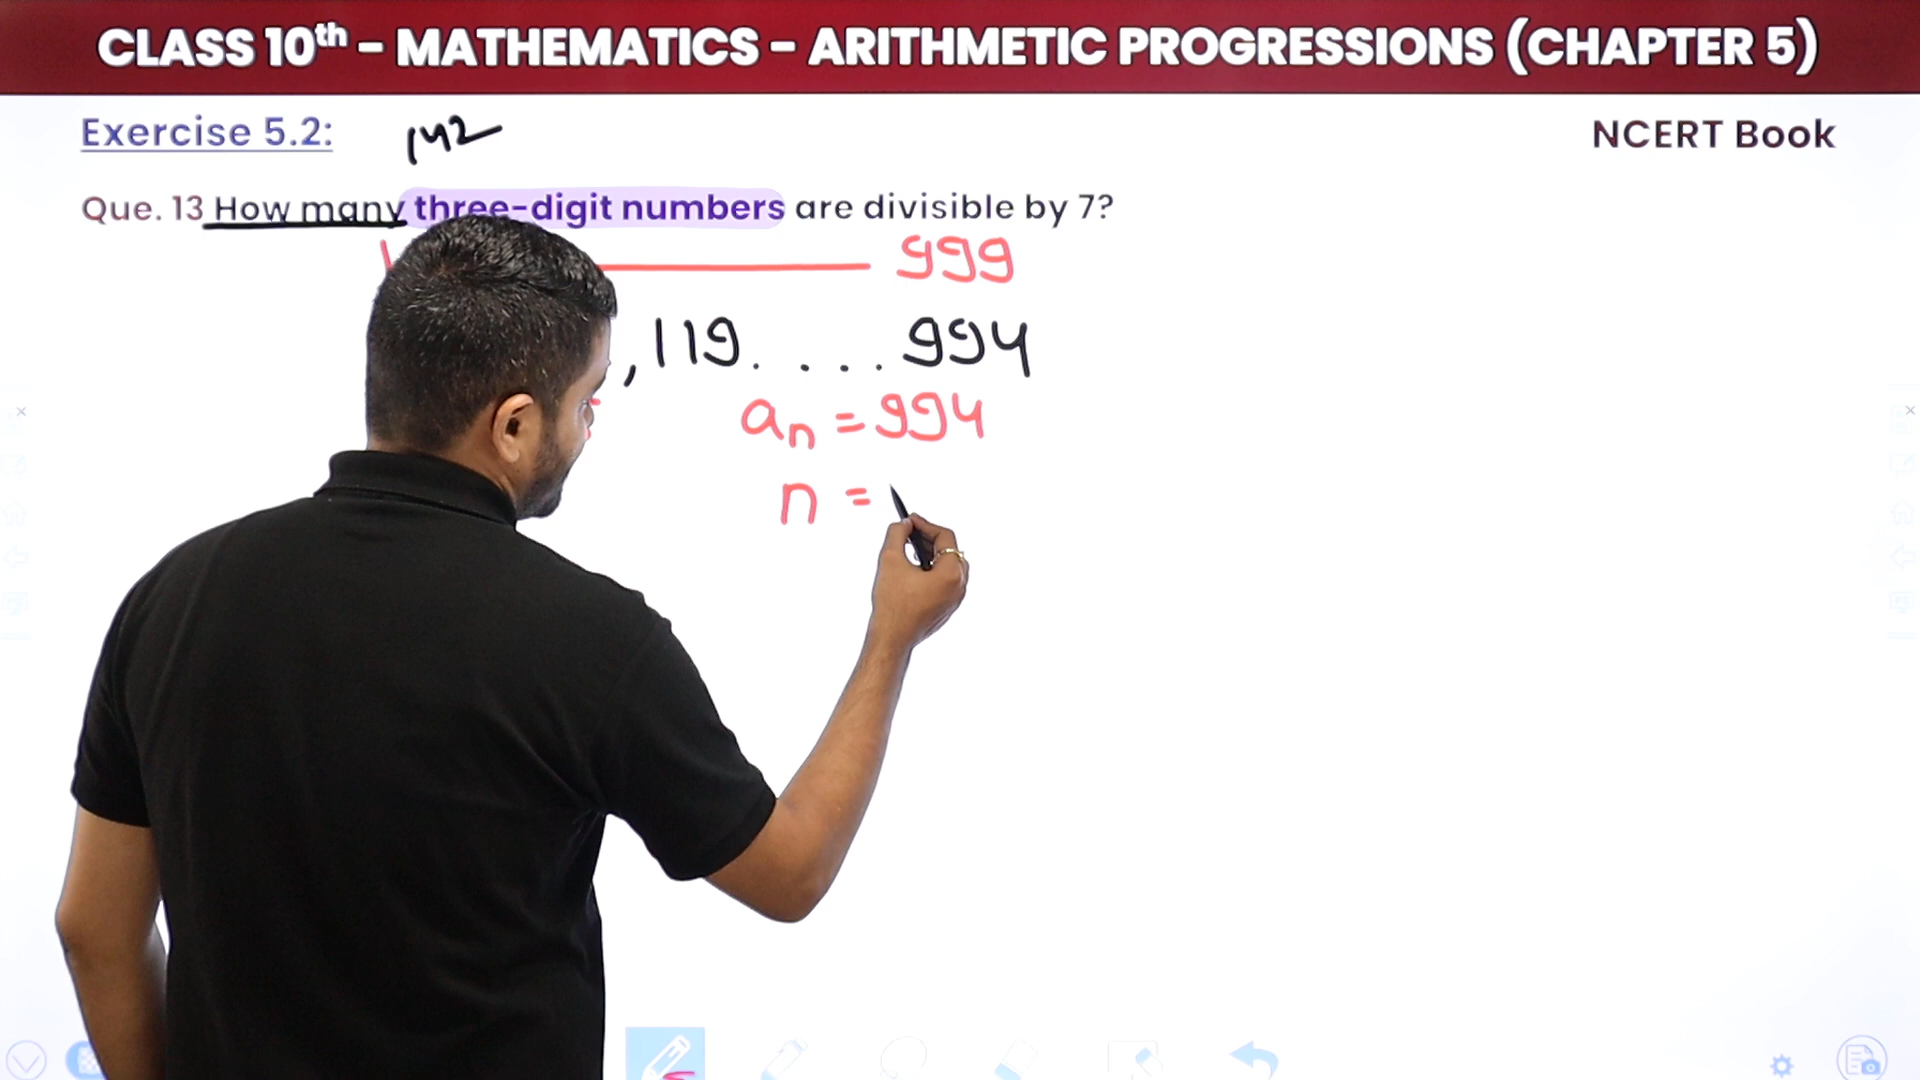 CLASS 10th – MATHEMATICS – ARITHMETIC PROGRESSIONS (CHAPTER 5)
Exercise 5.2: 142 NCERT Book
Que. 13 How many three-digit numbers are divisible by 7?
999
, 119 . . . . 994
an = 994
n =